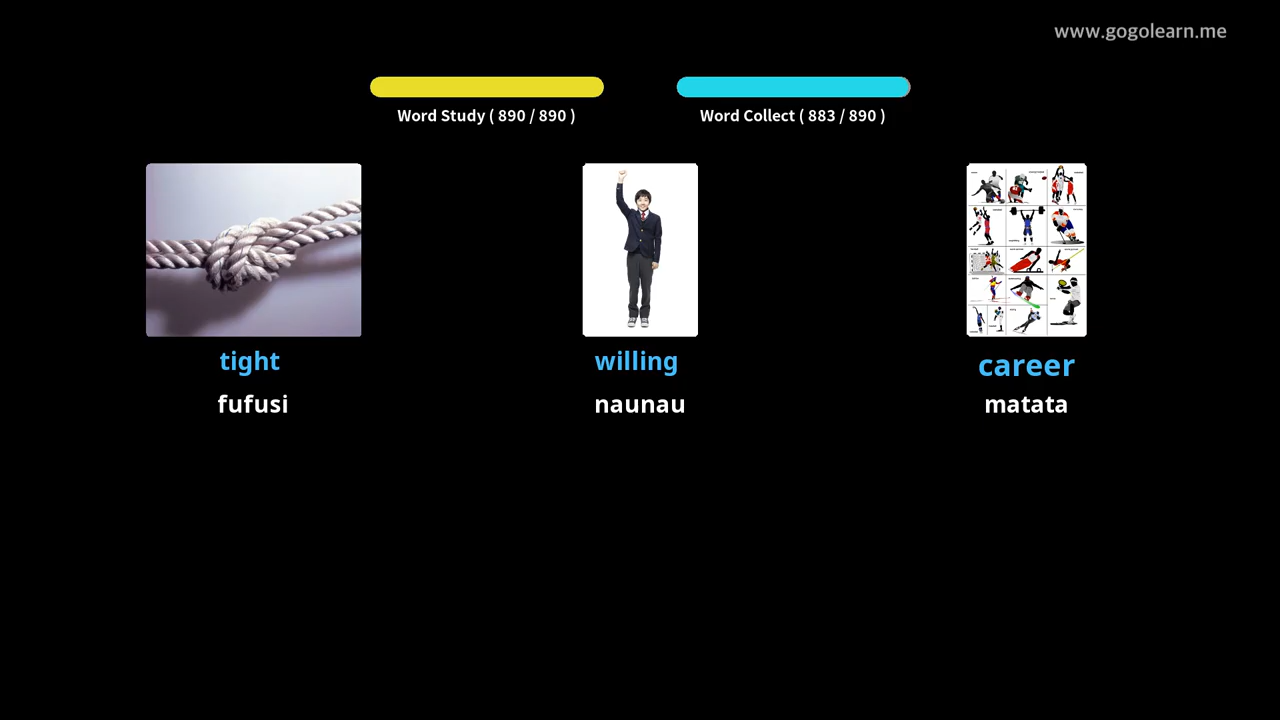 www.gogolearn.me
Word Study ( 890 / 890 )
Word Collect ( 883 / 890 )
tight
willing
career
fufusi
naunau
matata